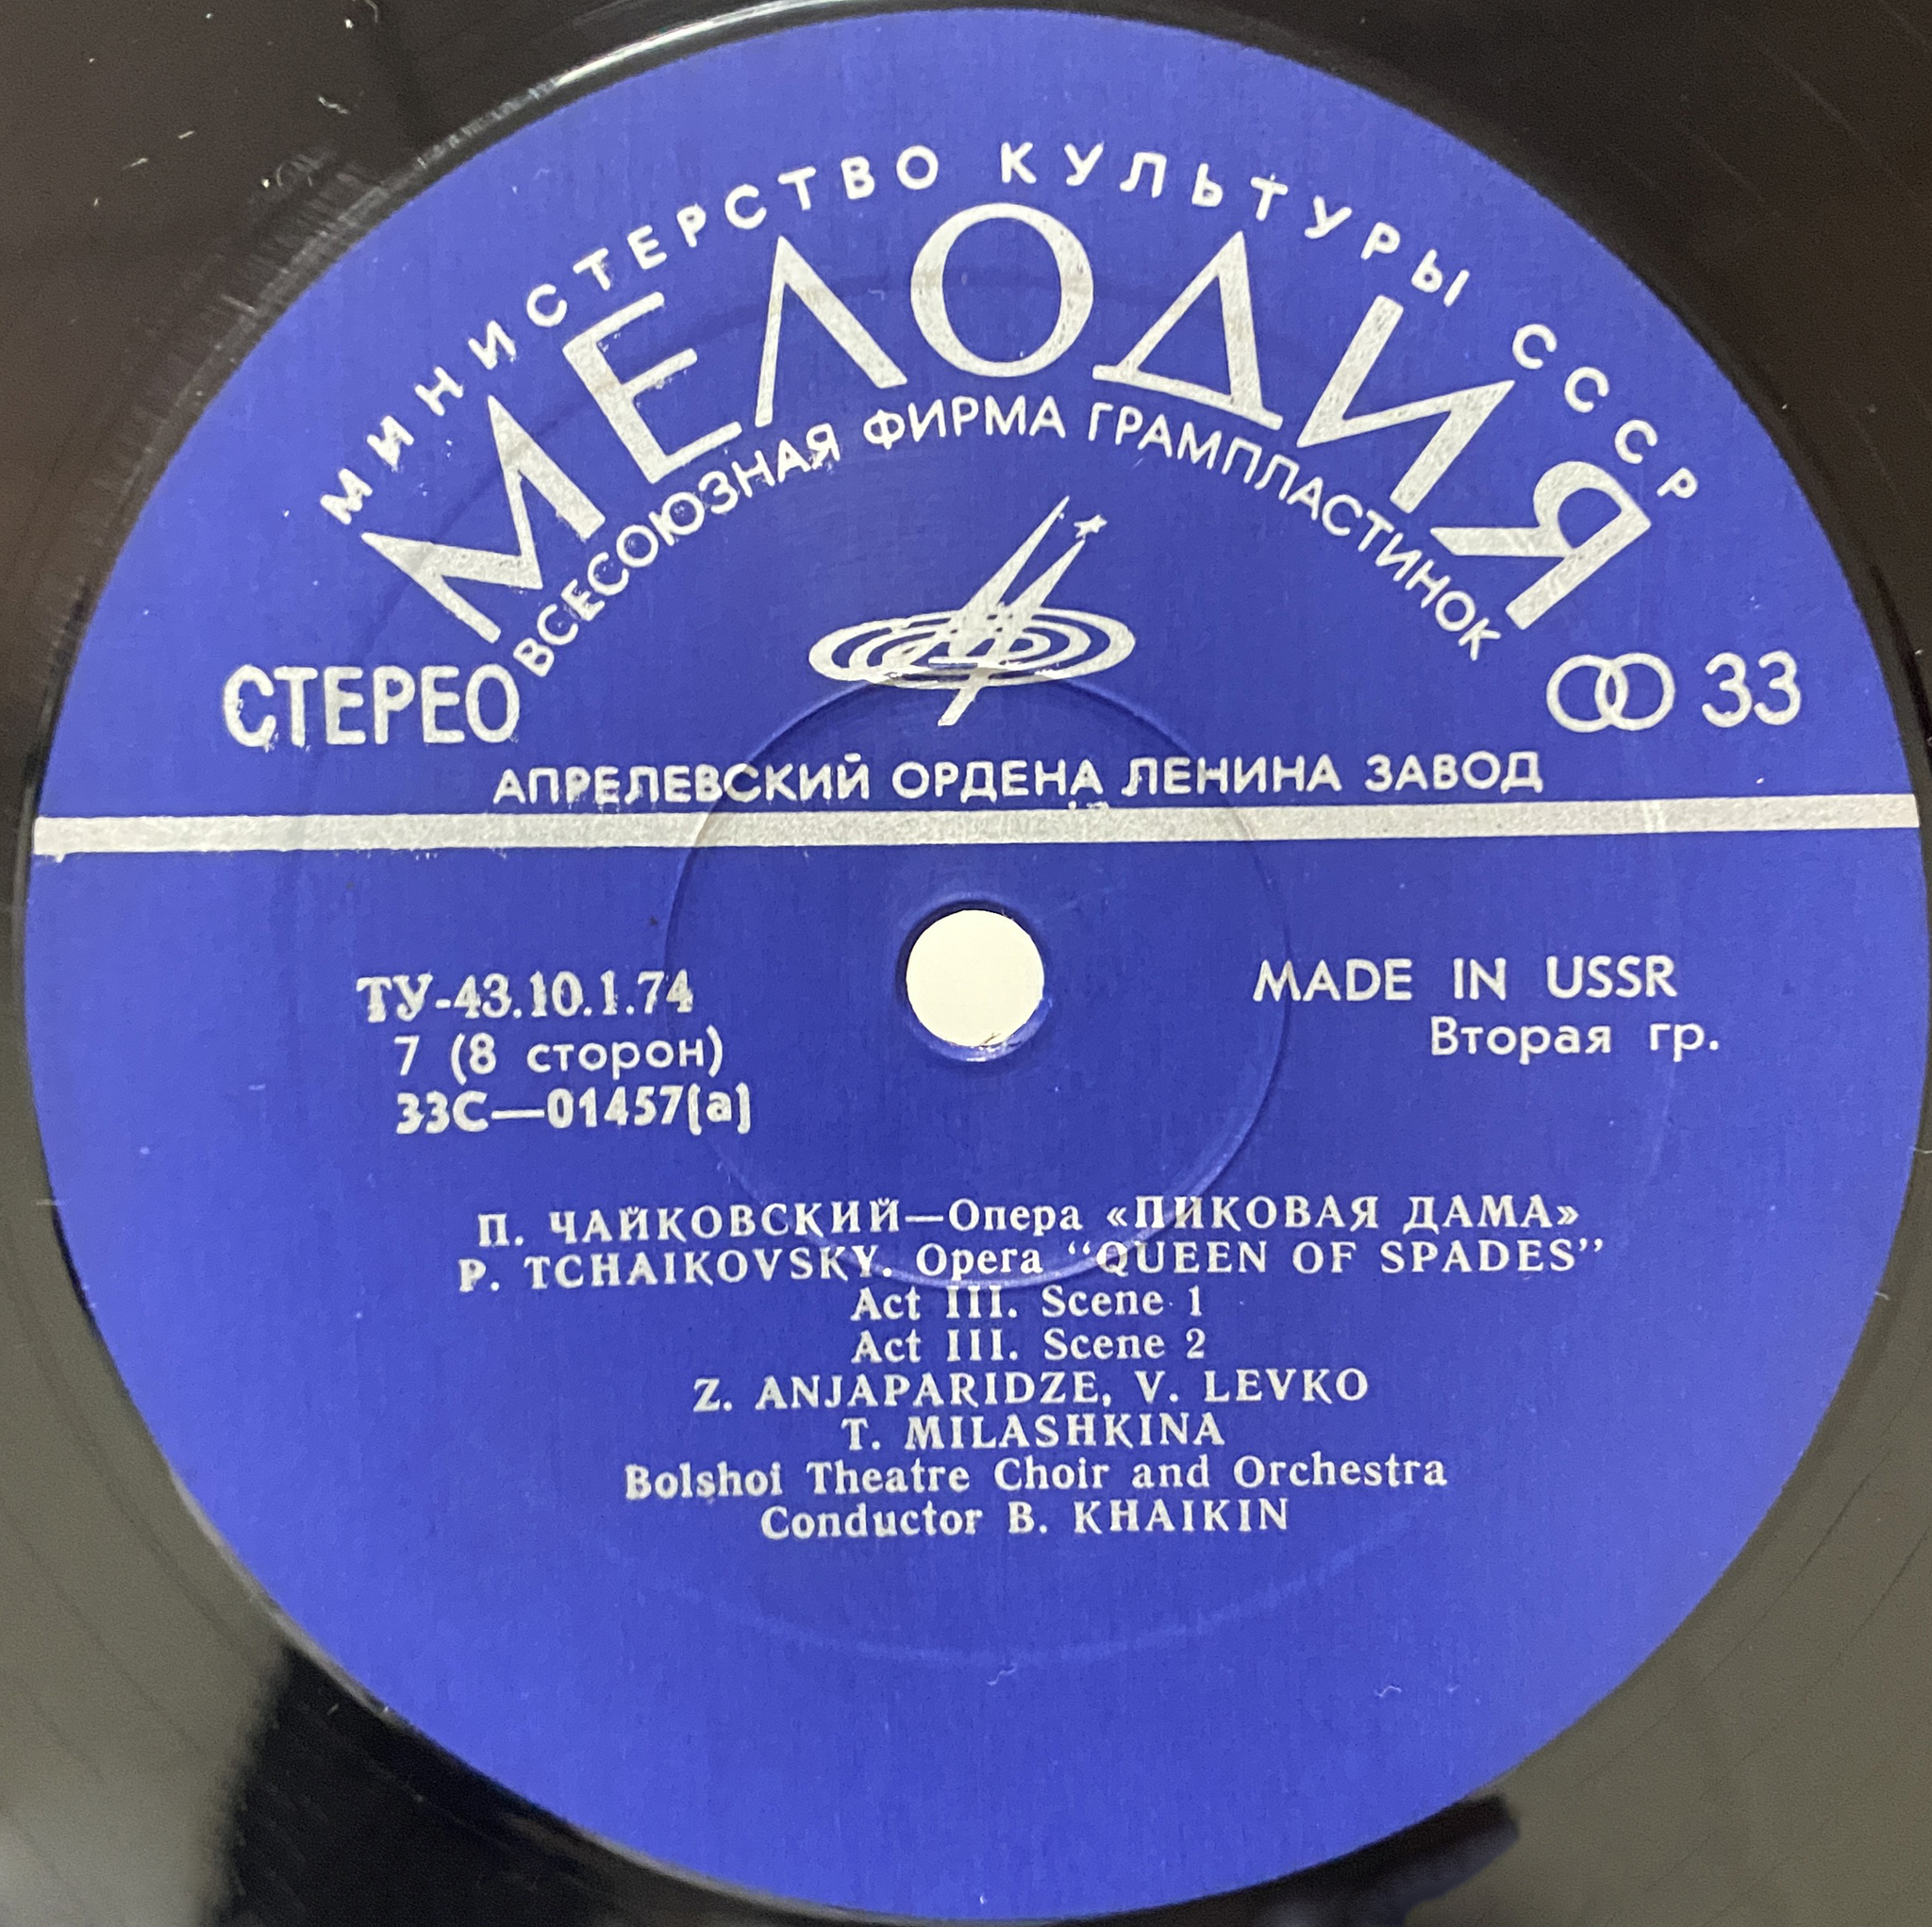 МИНИСТЕРСТВО КУЛЬТУРЫ СССР
МЕЛОДИЯ
ВСЕСОЮЗНАЯ ФИРМА ГРАМПЛАСТИНОК
СТЕРЕО
33
АПРЕЛЕВСКИЙ ОРДЕНА ЛЕНИНА ЗАВОД
ТУ-43.10.1.74
7 (8 сторон)
33С—01457(а)
MADE IN USSR
Вторая гр.
П. ЧАЙКОВСКИЙ—Опера «ПИКОВАЯ ДАМА»
P. TCHAIKOVSKY. Opera “QUEEN OF SPADES”
Act III. Scene 1
Act III. Scene 2
Z. ANJAPARIDZE, V. LEVKO
T. MILASHKINA
Bolshoi Theatre Choir and Orchestra
Conductor B. KHAIKIN